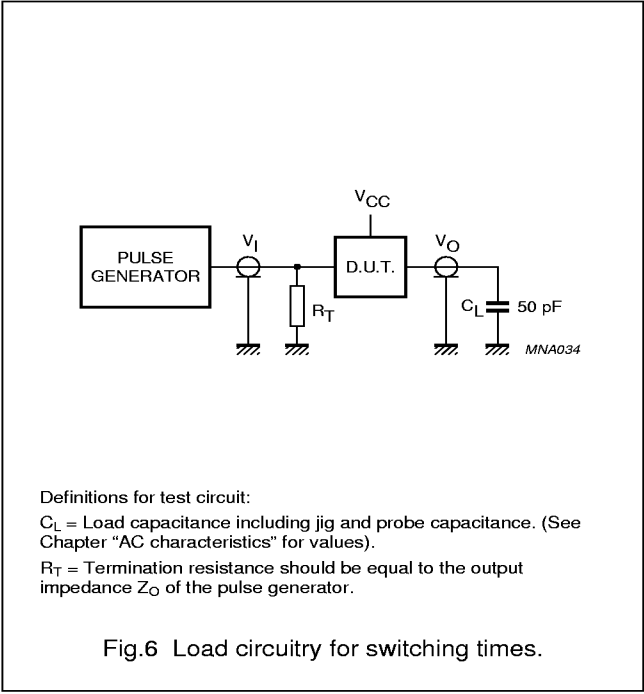 V_CC
PULSE
GENERATOR
V_I
D.U.T.
V_O
R_T
C_L
50 pF
MNA034
Definitions for test circuit:
C_L = Load capacitance including jig and probe capacitance. (See
Chapter “AC characteristics” for values).
R_T = Termination resistance should be equal to the output
impedance Z_O of the pulse generator.
Fig.6 Load circuitry for switching times.